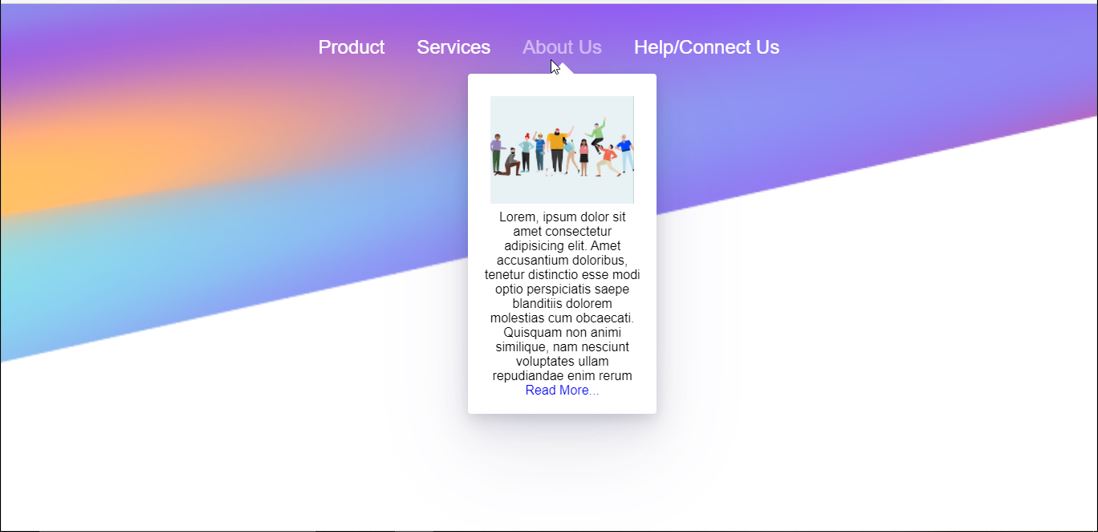 Product Services About Us Help/Connect Us
Lorem, ipsum dolor sit
amet consectetur
adipisicing elit. Amet
accusantium doloribus,
tenetur distinctio esse modi
optio perspiciatis saepe
blanditiis dolorem
molestias cum obcaecati.
Quisquam non animi
similique, nam nesciunt
voluptates ullam
repudiandae enim rerum
Read More...